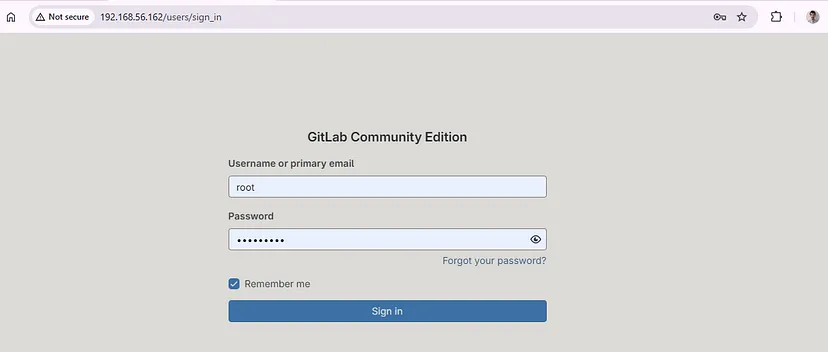 Not secure 192.168.56.162/users/sign_in
GitLab Community Edition
Username or primary email
root
Password
•••••••••
Forgot your password?
Remember me
Sign in